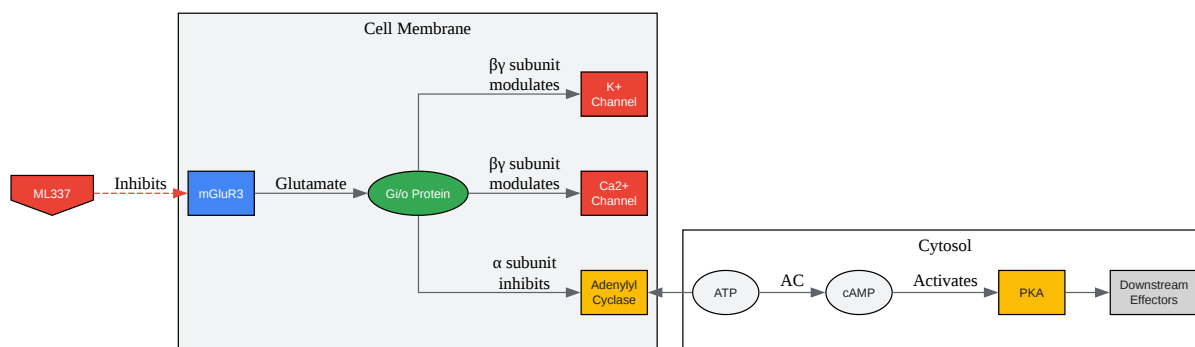 Cell Membrane
βγ subunit
modulates
K+
Channel
βγ subunit
modulates
Ca2+
Channel
ML337
Inhibits
mGluR3
Glutamate
Gi/o Protein
α subunit
inhibits
Adenylyl
Cyclase
Cytosol
ATP
AC
cAMP
Activates
PKA
Downstream
Effectors